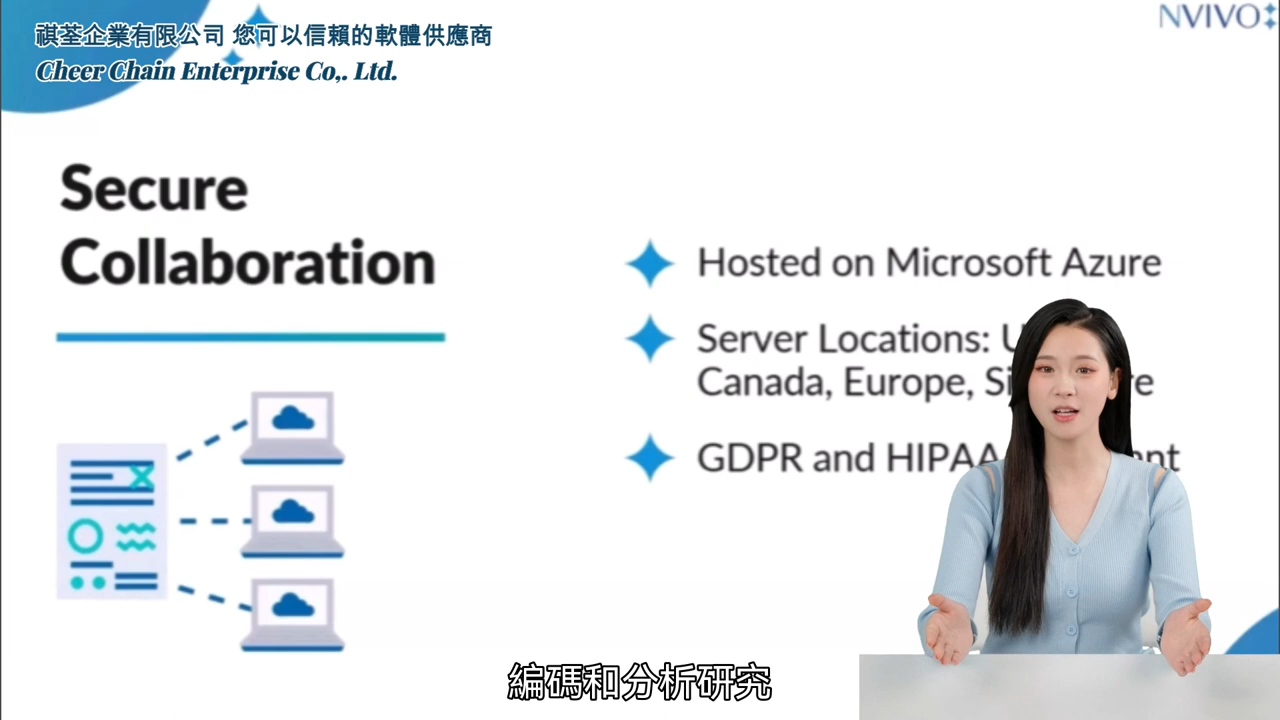 祺荃企業有限公司 您可以信賴的軟體供應商
Cheer Chain Enterprise Co,. Ltd.
NVIVO
Secure
Collaboration
Hosted on Microsoft Azure
Server Locations:
Canada, Europe,
GDPR and HIPAA
編碼和分析研究